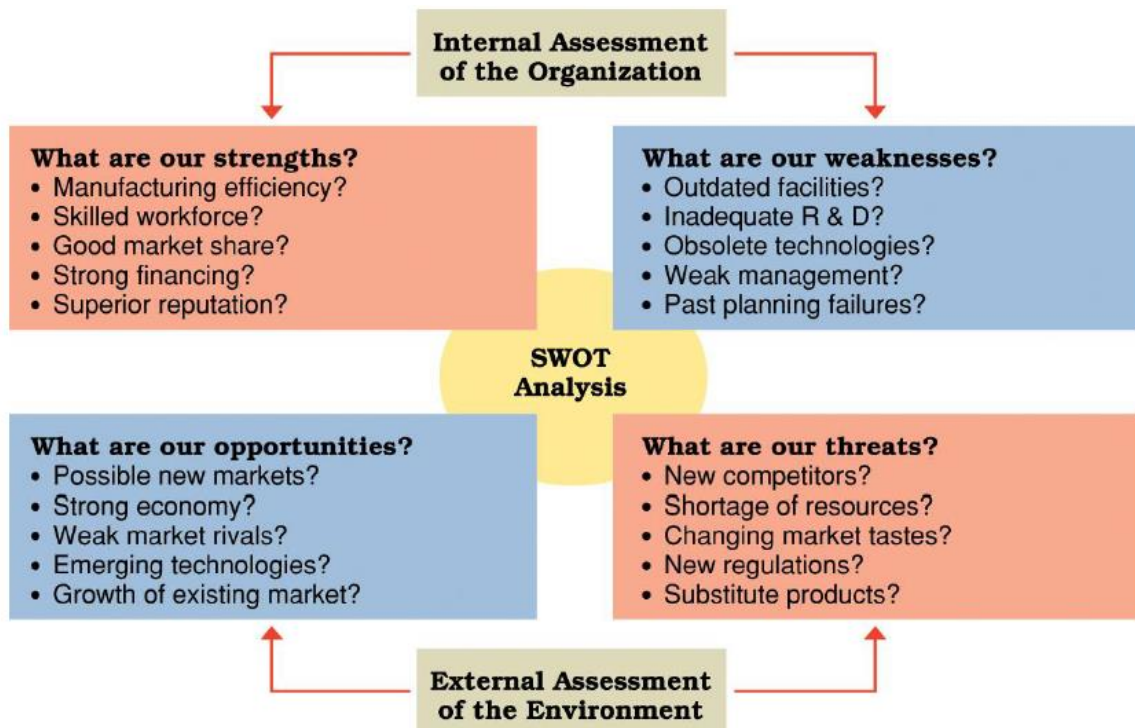 Internal Assessment
of the Organization
What are our strengths?
• Manufacturing efficiency?
• Skilled workforce?
• Good market share?
• Strong financing?
• Superior reputation?
What are our weaknesses?
• Outdated facilities?
• Inadequate R & D?
• Obsolete technologies?
• Weak management?
• Past planning failures?
SWOT
Analysis
What are our opportunities?
• Possible new markets?
• Strong economy?
• Weak market rivals?
• Emerging technologies?
• Growth of existing market?
What are our threats?
• New competitors?
• Shortage of resources?
• Changing market tastes?
• New regulations?
• Substitute products?
External Assessment
of the Environment